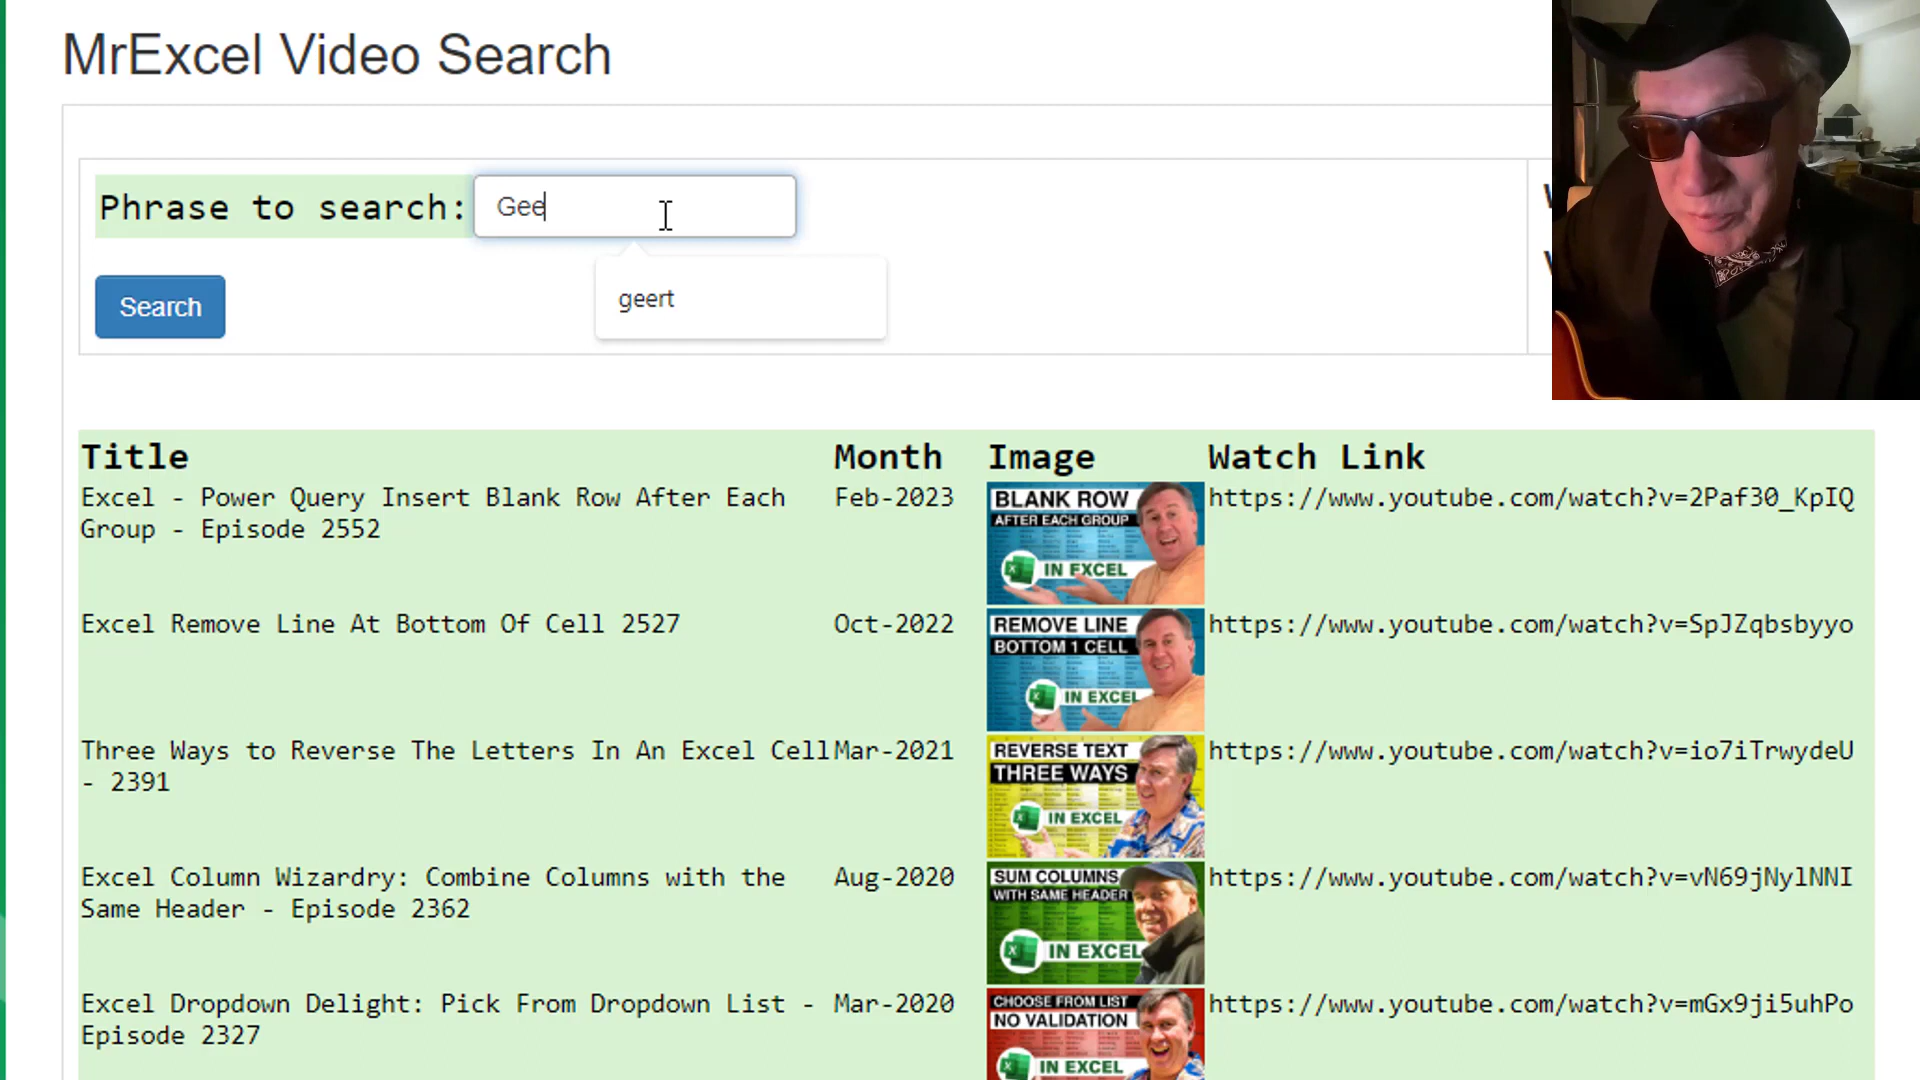 MrExcel Video Search
Phrase to search: Gee
geert
Search
Title Month Image Watch Link
Excel - Power Query Insert Blank Row After Each
Group - Episode 2552
Feb-2023
BLANK ROW
AFTER EACH GROUP
IN EXCEL
https://www.youtube.com/watch?v=2Paf30_KpIQ
Excel Remove Line At Bottom Of Cell 2527
Oct-2022
REMOVE LINE
BOTTOM 1 CELL
IN EXCEL
https://www.youtube.com/watch?v=SpJZqbsbyyo
Three Ways to Reverse The Letters In An Excel Cell
- 2391
Mar-2021
REVERSE TEXT
THREE WAYS
IN EXCEL
https://www.youtube.com/watch?v=io7iTrwydeU
Excel Column Wizardry: Combine Columns with the
Same Header - Episode 2362
Aug-2020
SUM COLUMNS
WITH SAME HEADER
IN EXCEL
https://www.youtube.com/watch?v=vN69jNylNNI
Excel Dropdown Delight: Pick From Dropdown List -
Episode 2327
Mar-2020
CHOOSE FROM LIST
NO VALIDATION
IN EXCEL
https://www.youtube.com/watch?v=mGx9ji5uhPo